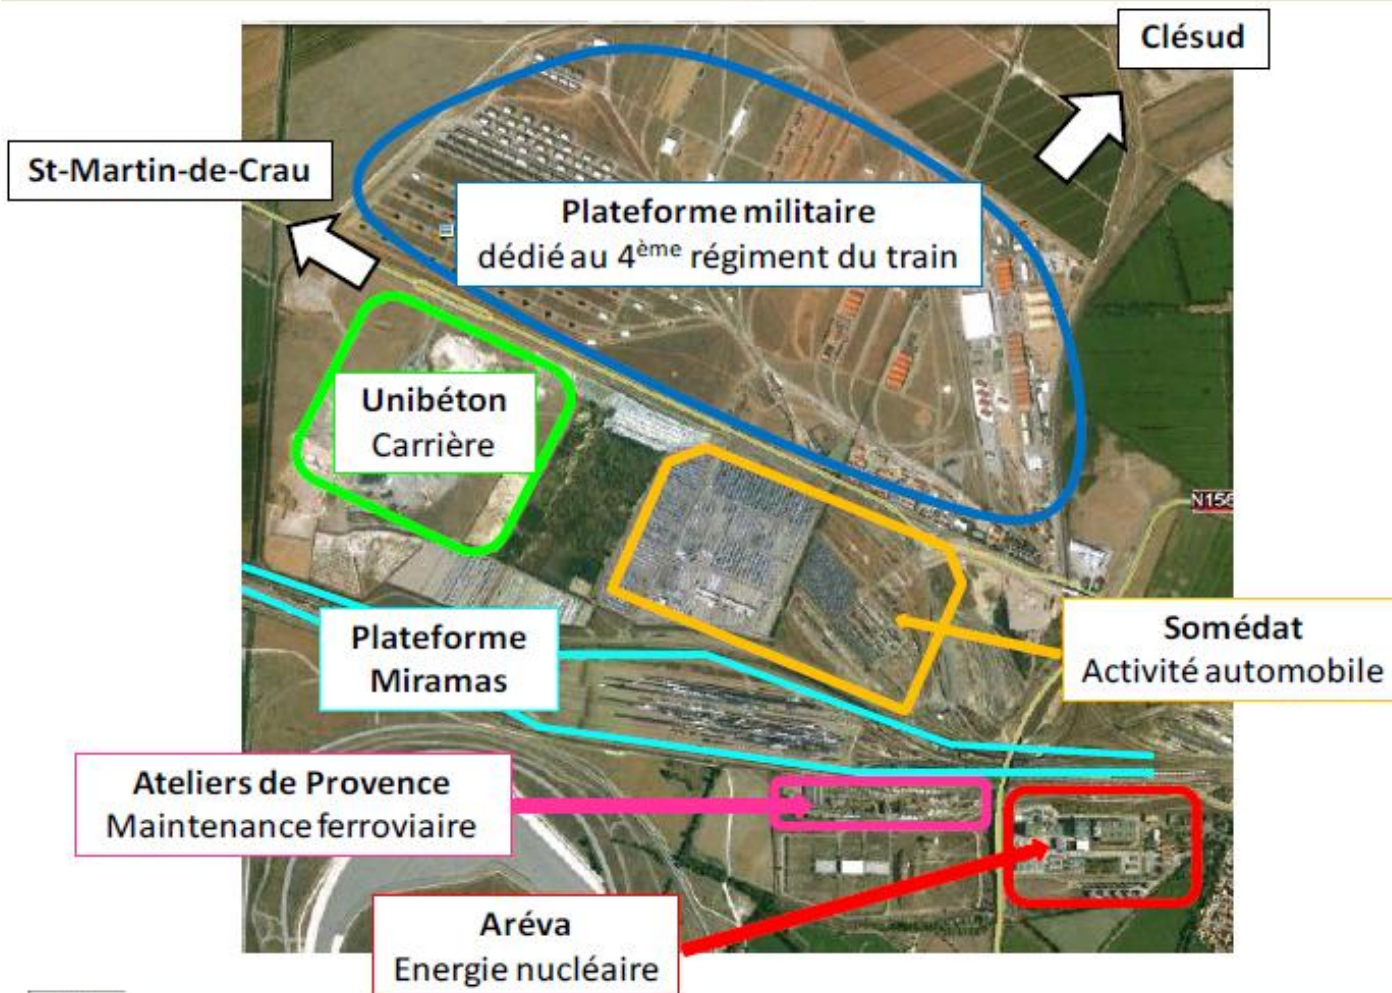 Clésud
St-Martin-de-Crau
Plateforme militaire
dédié au 4ème régiment du train
Unibéton
Carrière
N156
Plateforme
Miramas
Somédat
Activité automobile
Ateliers de Provence
Maintenance ferroviaire
Aréva
Energie nucléaire